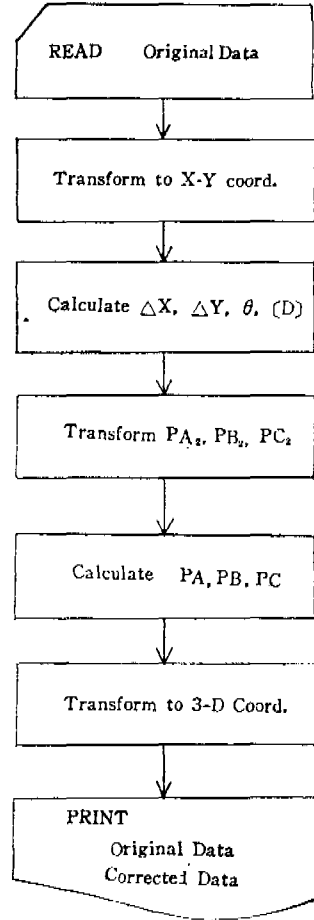 READ Original Data
Transform to X-Y coord.
Calculate △X, △Y, θ, (D)
Transform PA₂, PB₂, PC₂
Calculate PA, PB, PC
Transform to 3-D Coord.
PRINT
Original Data
Corrected Data